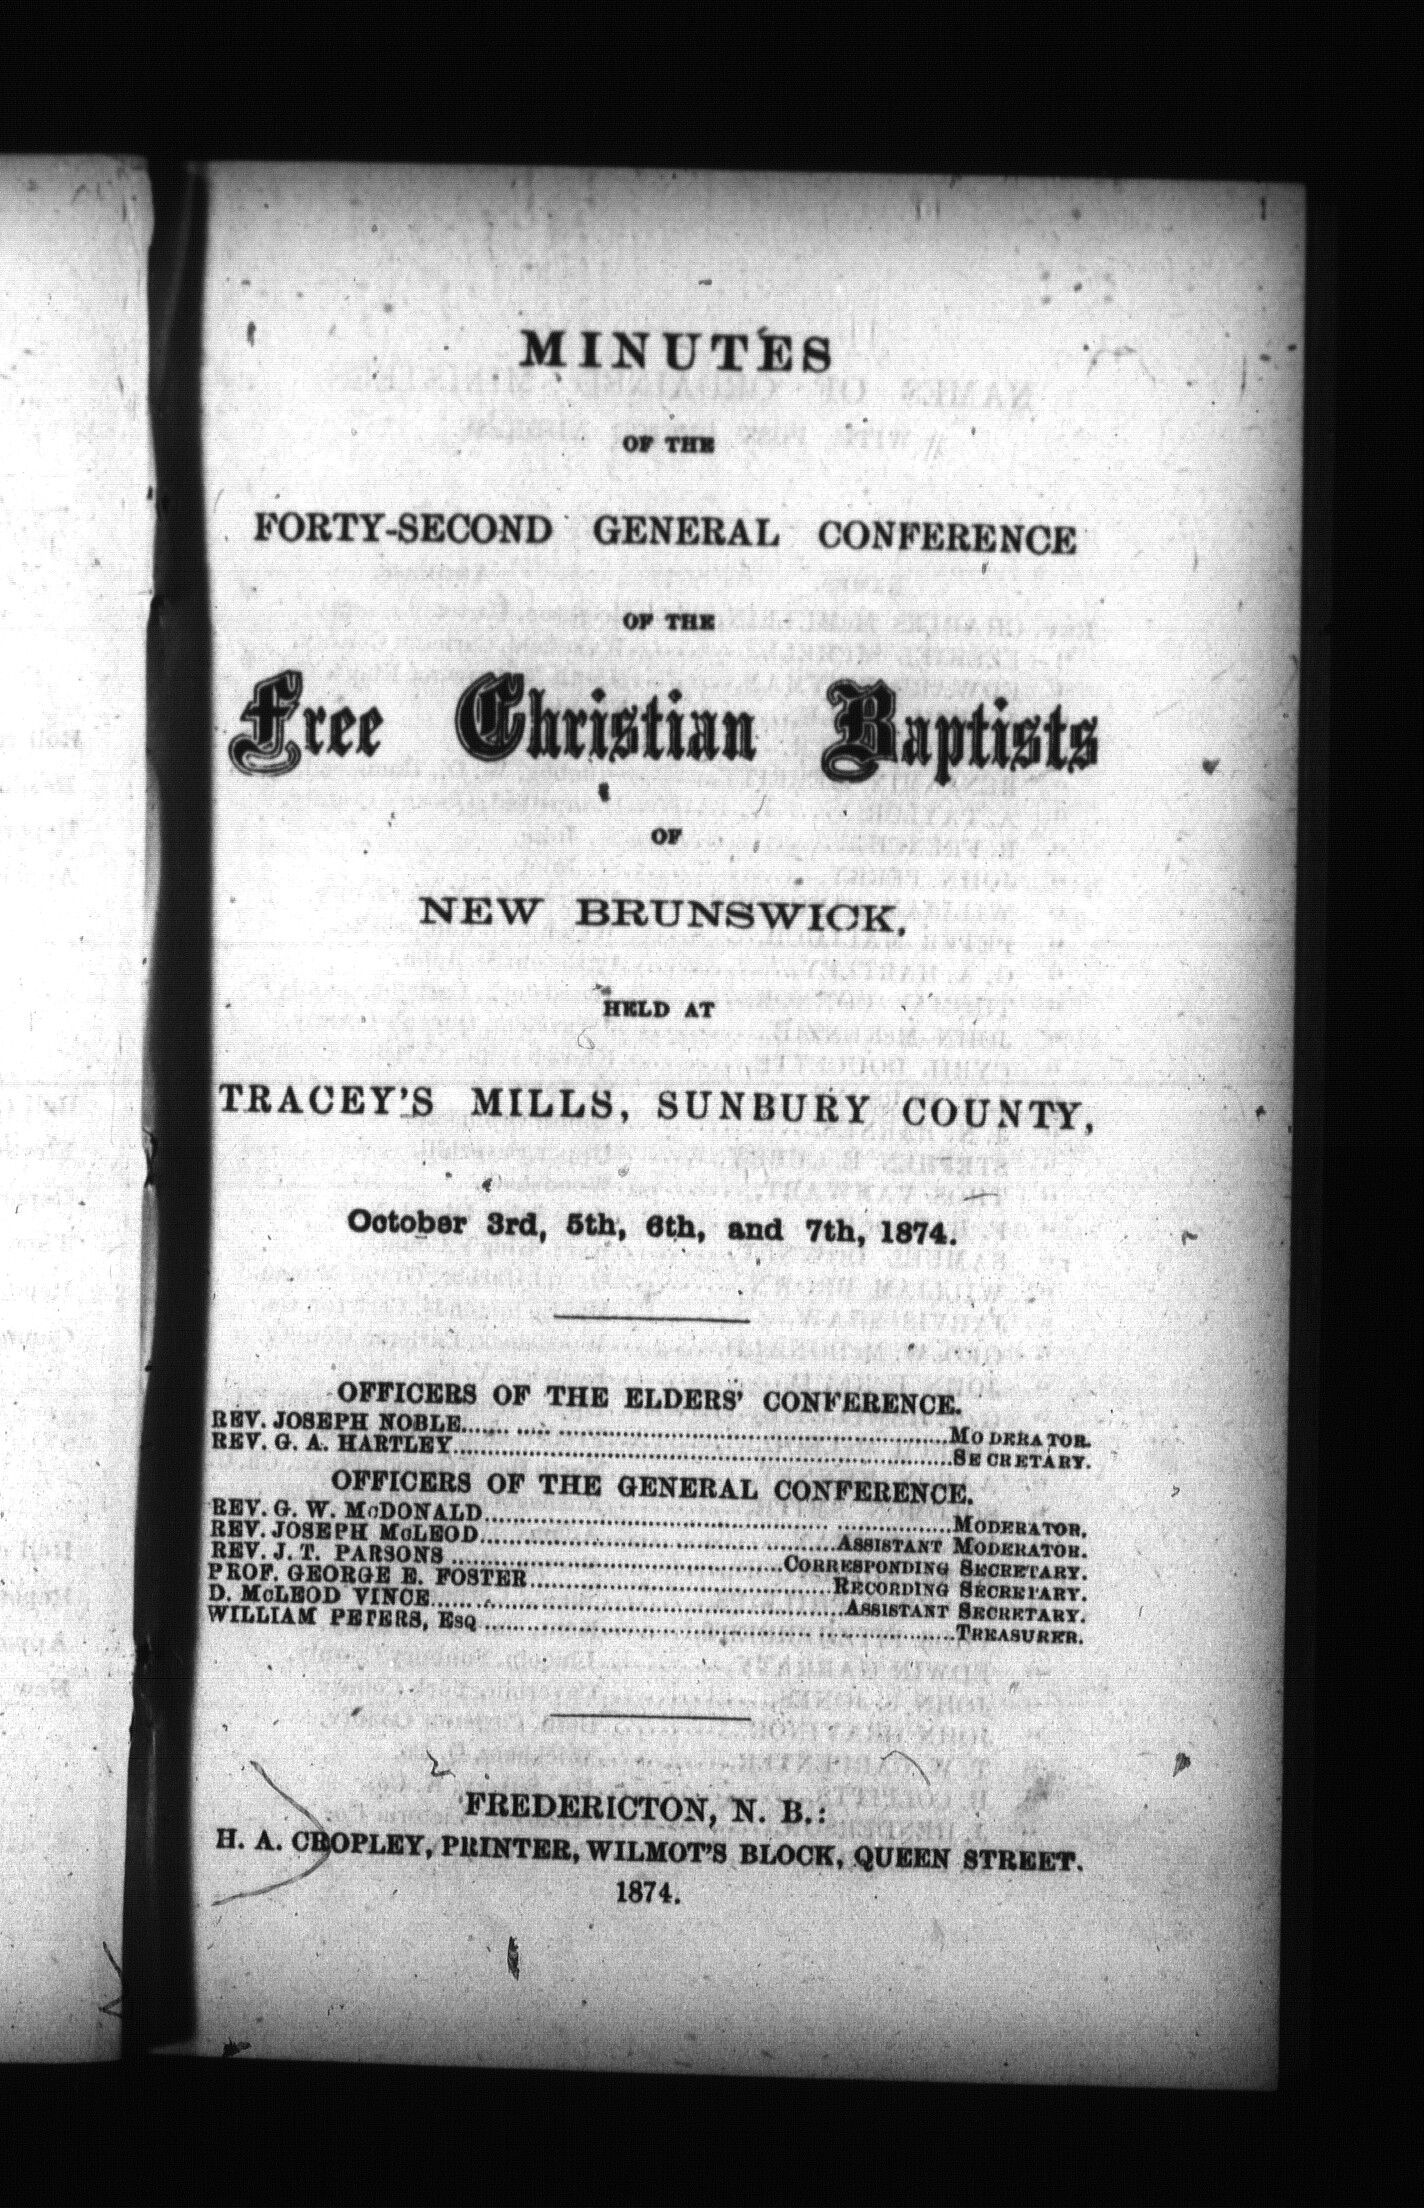 MINUTES
OF THE
FORTY-SECOND GENERAL CONFERENCE
OF THE
Free Christian Baptists
OF
NEW BRUNSWICK,
HELD AT
TRACEY'S MILLS, SUNBURY COUNTY,
October 3rd, 5th, 6th, and 7th, 1874.
OFFICERS OF THE ELDERS' CONFERENCE.
REV. JOSEPH NOBLE....................MODERATOR.
REV. G. A. HARTLEY....................SECRETARY.
OFFICERS OF THE GENERAL CONFERENCE.
REV. G. W. McDONALD....................MODERATOR.
REV. JOSEPH McLEOD....................ASSISTANT MODERATOR.
REV. J. T. PARSONS....................CORRESPONDING SECRETARY.
PROF. GEORGE E. FOSTER....................RECORDING SECRETARY.
D. McLEOD VINCE....................ASSISTANT SECRETARY.
WILLIAM PETERS, ESQ....................TREASURER.
FREDERICTON, N. B.:
H. A. CROPLEY, PRINTER, WILMOT'S BLOCK, QUEEN STREET.
1874.